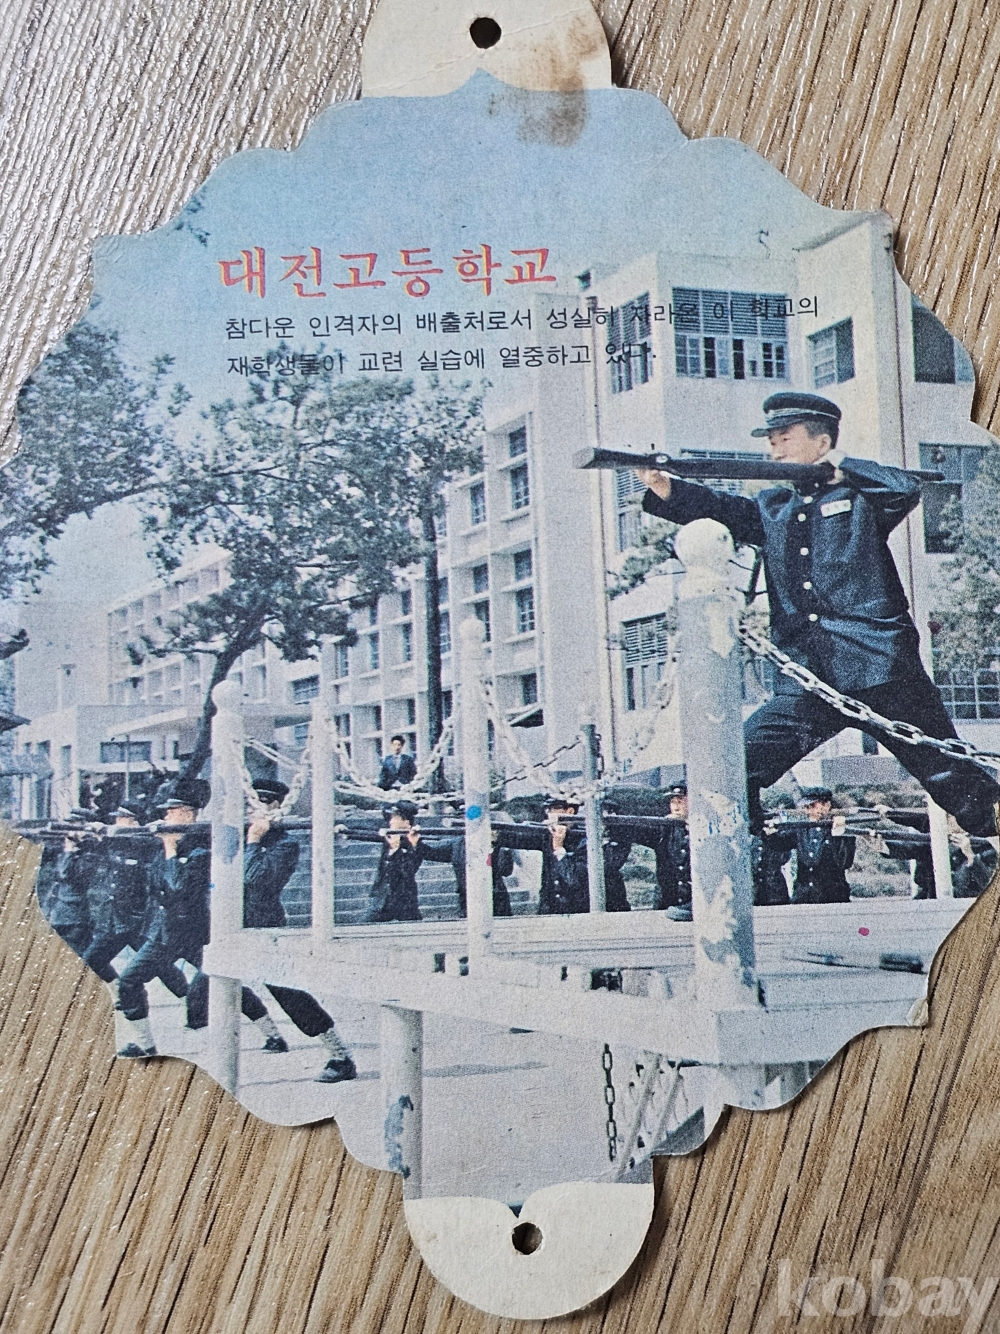 대전고등학교
참다운 인격자의 배출처로서 성실히 자라온 이 학교의
재학생들이 교련 실습에 열중하고 있다.
kobay